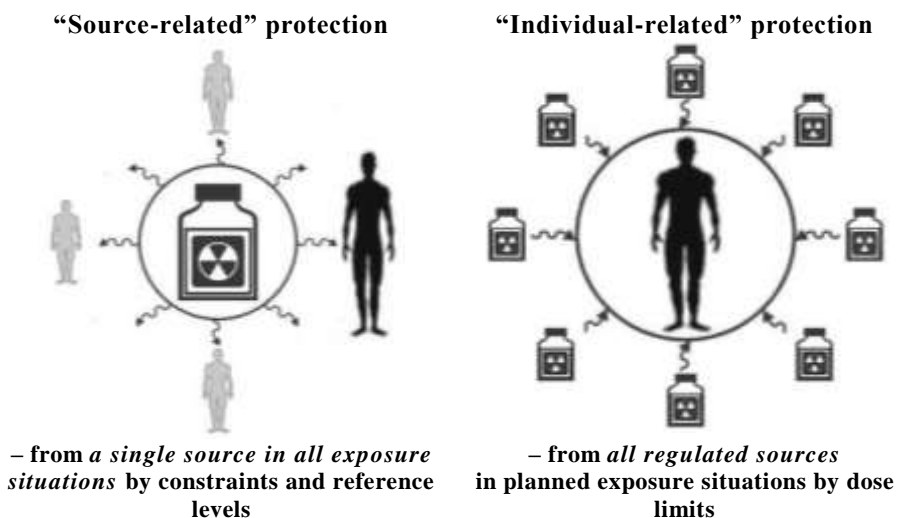 “Source-related” protection
“Individual-related” protection
– from a single source in all exposure
situations by constraints and reference
levels
– from all regulated sources
in planned exposure situations by dose
limits